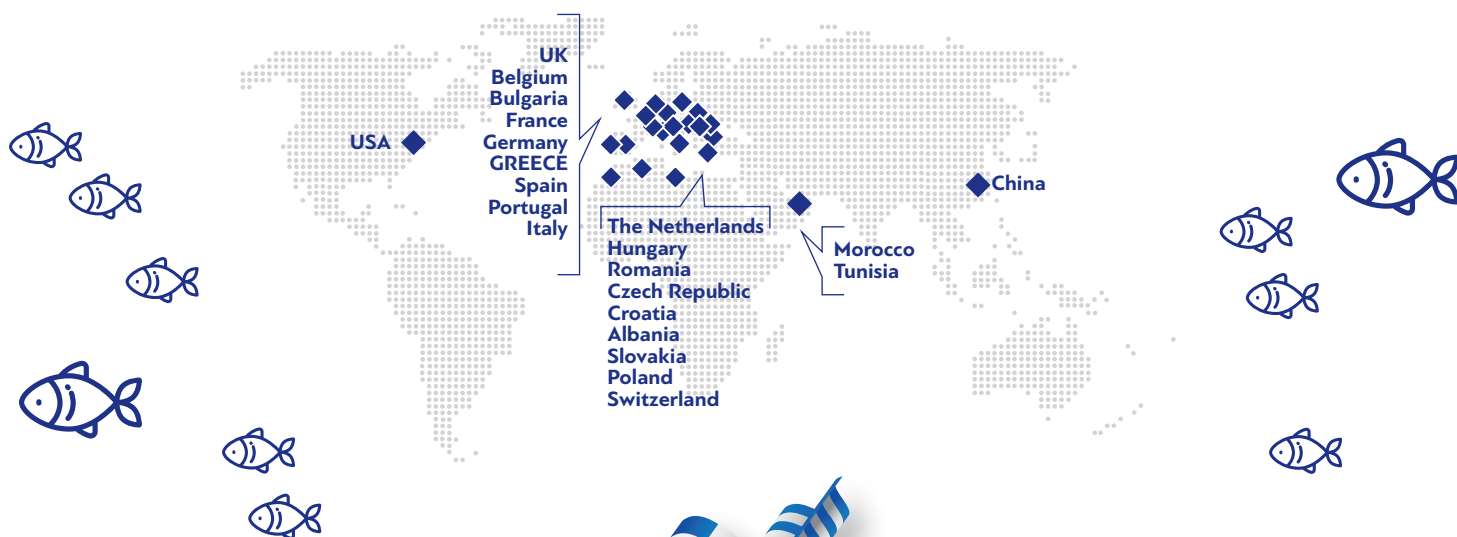 UK
Belgium
Bulgaria
France
Germany
GREECE
Spain
Portugal
Italy
USA
China
The Netherlands
Hungary
Romania
Czech Republic
Croatia
Albania
Slovakia
Poland
Switzerland
Morocco
Tunisia